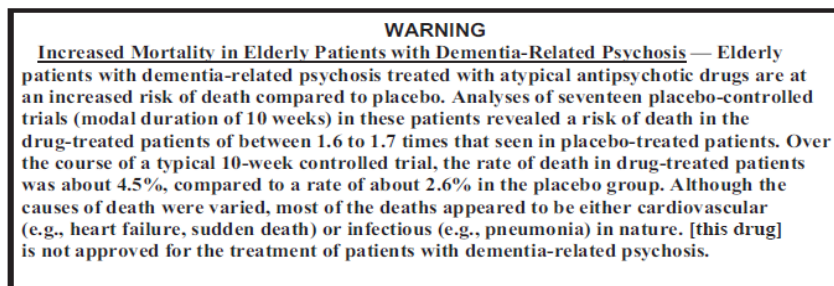 WARNING
Increased Mortality in Elderly Patients with Dementia-Related Psychosis — Elderly
patients with dementia-related psychosis treated with atypical antipsychotic drugs are at
an increased risk of death compared to placebo. Analyses of seventeen placebo-controlled
trials (modal duration of 10 weeks) in these patients revealed a risk of death in the
drug-treated patients of between 1.6 to 1.7 times that seen in placebo-treated patients. Over
the course of a typical 10-week controlled trial, the rate of death in drug-treated patients
was about 4.5%, compared to a rate of about 2.6% in the placebo group. Although the
causes of death were varied, most of the deaths appeared to be either cardiovascular
(e.g., heart failure, sudden death) or infectious (e.g., pneumonia) in nature. [this drug]
is not approved for the treatment of patients with dementia-related psychosis.